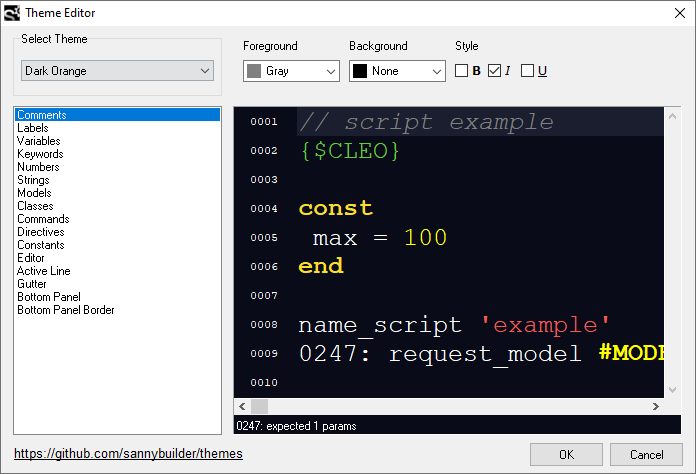 Theme Editor
Select Theme
Dark Orange
Foreground
Gray
Background
None
Style
B
I
U
Comments
Labels
Variables
Keywords
Numbers
Strings
Models
Classes
Commands
Directives
Constants
Editor
Active Line
Gutter
Bottom Panel
Bottom Panel Border
0001 // script example
0002 {$CLEO}
0003
0004 const
0005 max = 100
0006 end
0007
0008 name_script 'example'
0009 0247: request_model #MODE
0010
0247: expected 1 params
https://github.com/sannybuilder/themes
OK
Cancel